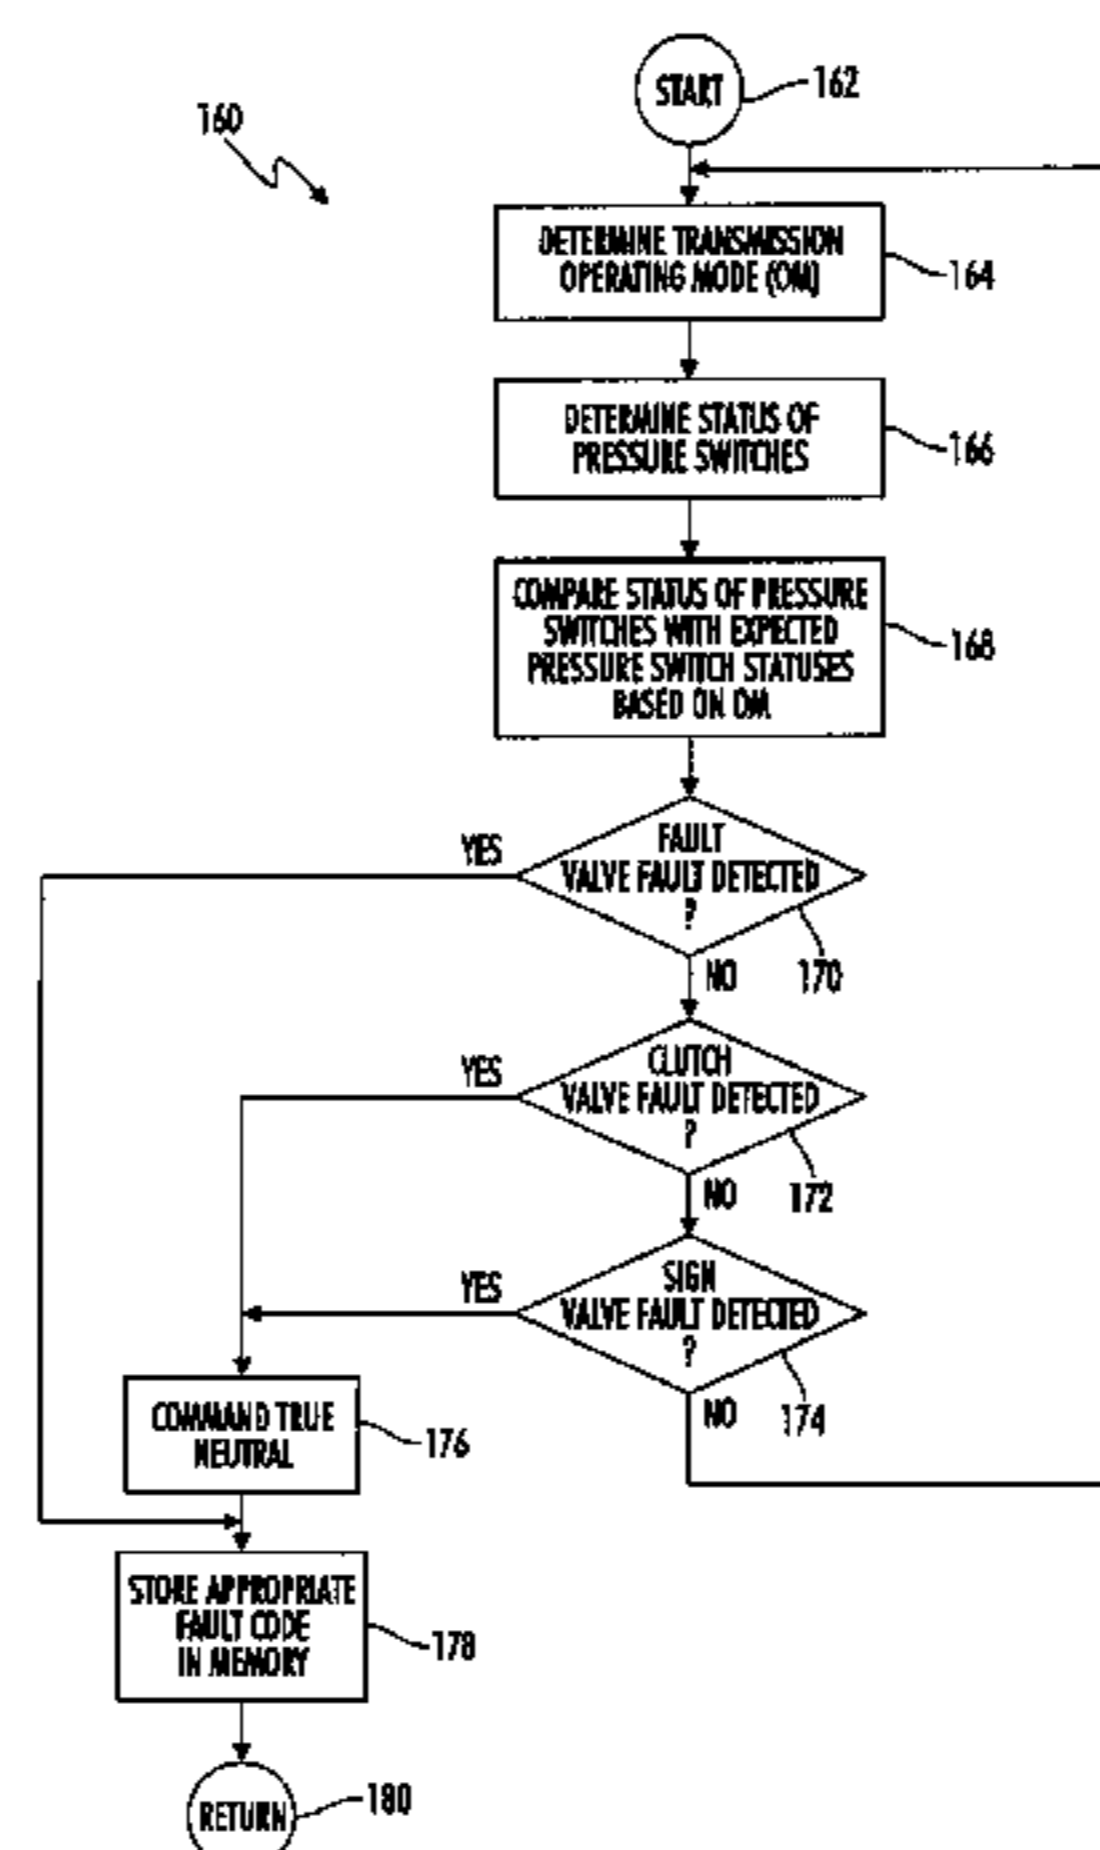 START
162
160
DETERMINE TRANSMISSION
OPERATING MODE (OM)
164
DETERMINE STATUS OF
PRESSURE SWITCHES
166
COMPARE STATUS OF PRESSURE
SWITCHES WITH EXPECTED
PRESSURE SWITCH STATUSES
BASED ON OM
168
YES
FAULT
VALVE FAULT DETECTED
?
170
NO
YES
CLUTCH
VALVE FAULT DETECTED
?
172
NO
YES
SIGN
VALVE FAULT DETECTED
?
174
NO
COMMAND TRUE
NEUTRAL
176
STORE APPROPRIATE
FAULT CODE
IN MEMORY
178
RETURN
180